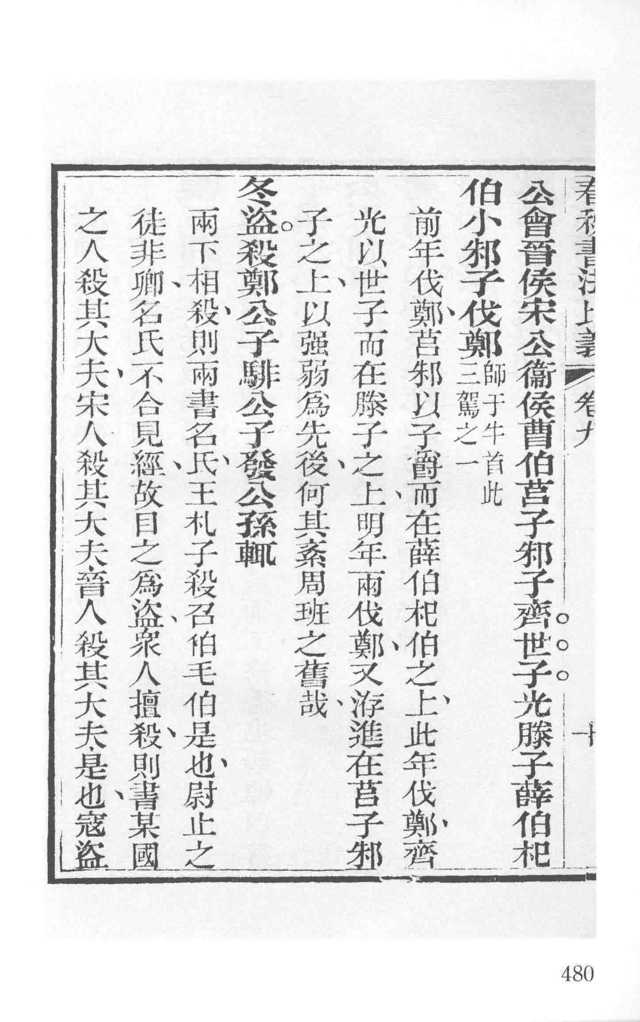 春秋書法比義 卷九
公會晉侯宋公衞侯曹伯莒子邾子齊世子光滕子薛伯杞
伯小邾子伐鄭師于牛首此三駕之一
前年伐鄭莒邾以子爵而在薛伯杞伯之上此年伐鄭齊
光以世子而在滕子之上明年兩伐鄭又洊進在莒子邾
子之上以强弱爲先後何其紊周班之舊哉
冬盜殺鄭公子騑公子發公孫輒
兩下相殺則兩書名氏王札子殺召伯毛伯是也尉止之
徒非卿名氏不合見經故目之爲盜衆人擅殺則書某國
之人殺其大夫宋人殺其大夫晉人殺其大夫是也寇盜
480